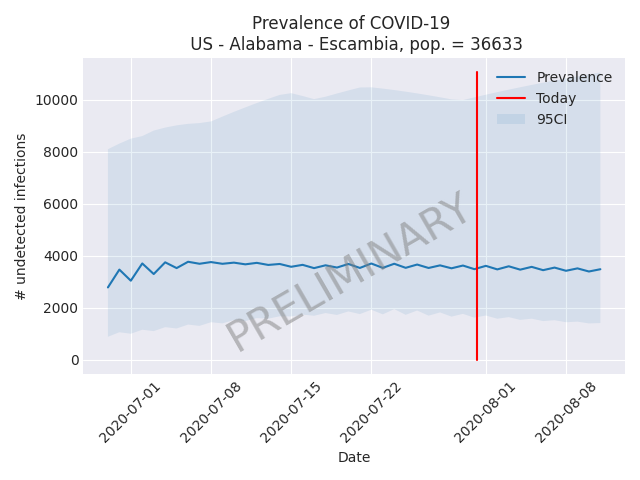 Prevalence of COVID-19
US - Alabama - Escambia, pop. = 36633
Prevalence
Today
95CI
# undetected infections
10000
8000
6000
4000
2000
0
PRELIMINARY
2020-07-01
2020-07-08
2020-07-15
2020-07-22
2020-08-01
2020-08-08
Date